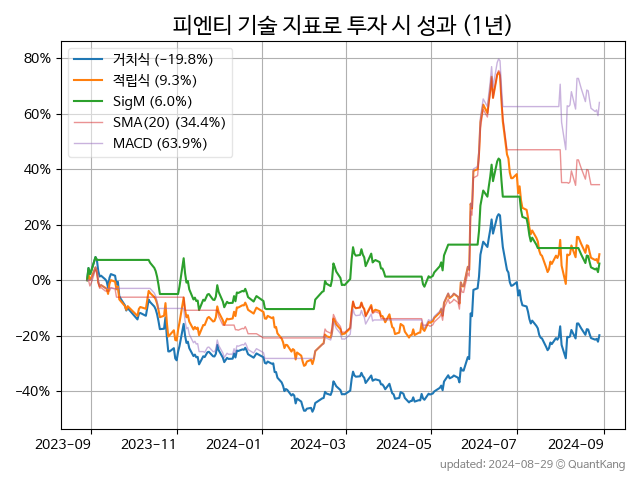 피엔티 기술 지표로 투자 시 성과 (1년)
80%
60%
40%
20%
0%
−20%
−40%
거치식 (−19.8%)
적립식 (9.3%)
SigM (6.0%)
SMA(20) (34.4%)
MACD (63.9%)
2023−09 2023−11 2024−01 2024−03 2024−05 2024−07 2024−09
updated: 2024−08−29 © QuantKang